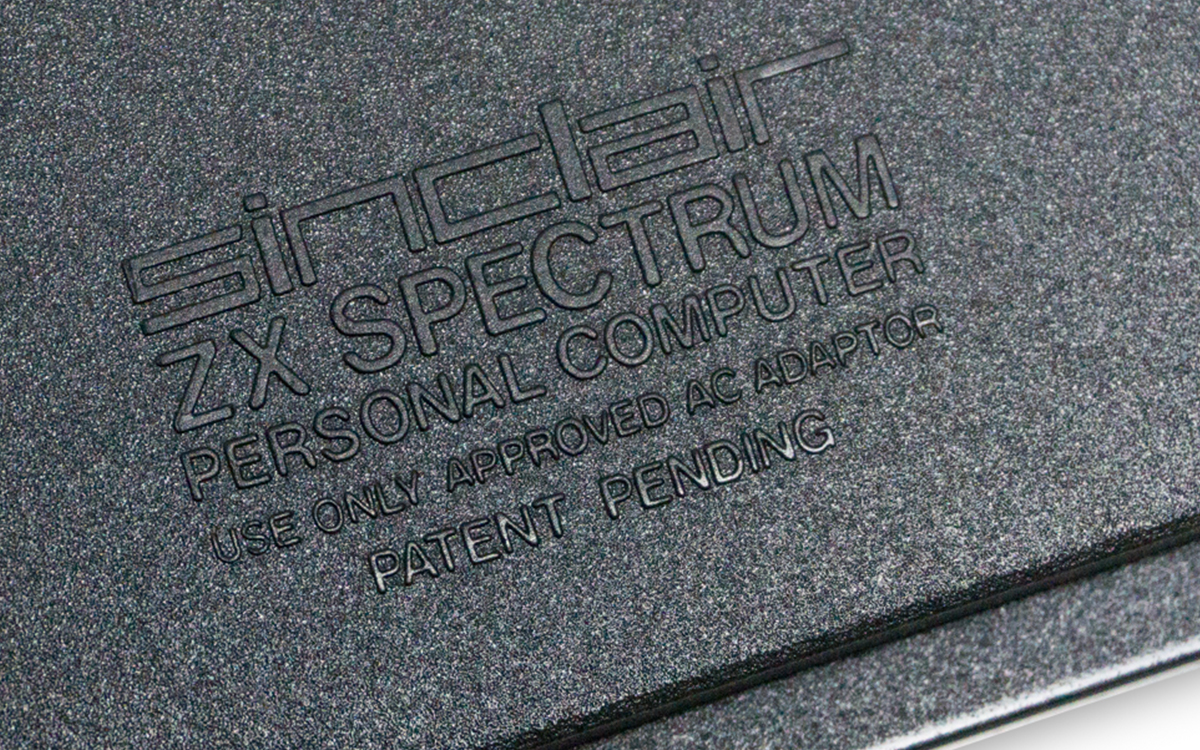 sinclair
ZX SPECTRUM
PERSONAL COMPUTER
USE ONLY APPROVED AC ADAPTOR
PATENT PENDING